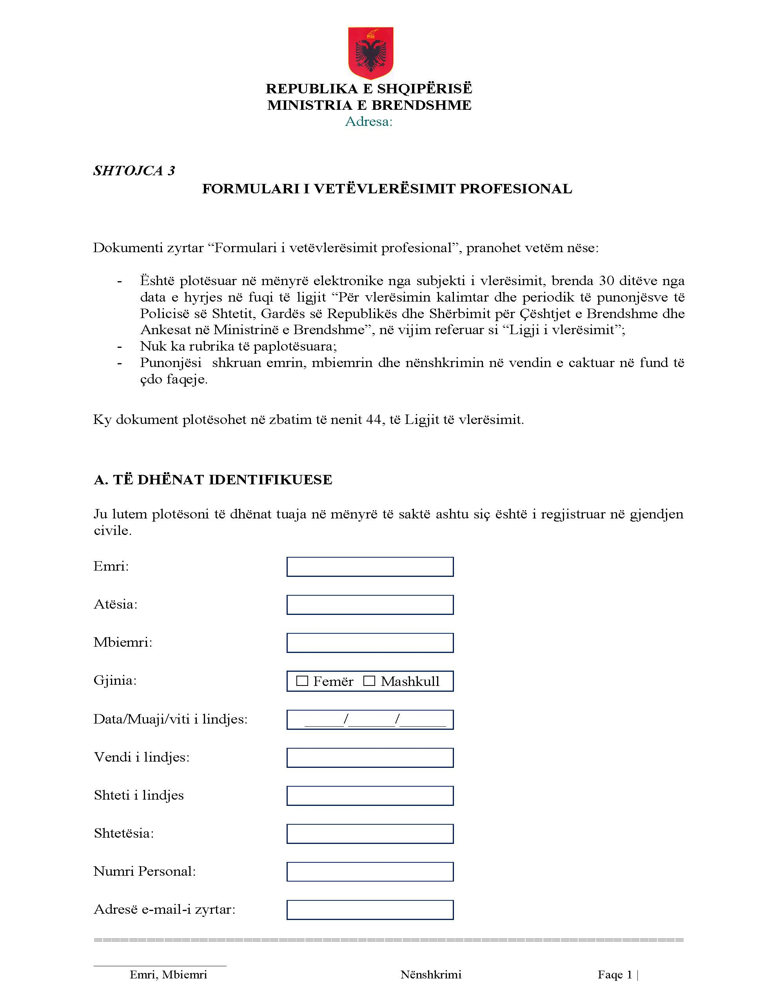 REPUBLIKA E SHQIPËRISË
MINISTRIA E BRENDSHME
Adresa:
SHTOJCA 3
FORMULARI I VETËVLERËSIMIT PROFESIONAL
Dokumenti zyrtar “Formulari i vetëvlerësimit profesional”, pranohet vetëm nëse:
- Është plotësuar në mënyrë elektronike nga subjekti i vlerësimit, brenda 30 ditëve nga
data e hyrjes në fuqi të ligjit “Për vlerësimin kalimtar dhe periodik të punonjësve të
Policisë së Shtetit, Gardës së Republikës dhe Shërbimit për Çështjet e Brendshme dhe
Ankesat në Ministrinë e Brendshme”, në vijim referuar si “Ligji i vlerësimit”;
- Nuk ka rubrika të paplotësuara;
- Punonjësi shkruan emrin, mbiemrin dhe nënshkrimin në vendin e caktuar në fund të
çdo faqeje.
Ky dokument plotësohet në zbatim të nenit 44, të Ligjit të vlerësimit.
A. TË DHËNAT IDENTIFIKUESE
Ju lutem plotësoni të dhënat tuaja në mënyrë të saktë ashtu siç është i regjistruar në gjendjen
civile.
Emri:
Atësia:
Mbiemri:
Gjinia: ☐ Femër ☐ Mashkull
Data/Muaji/viti i lindjes: _____/______/______
Vendi i lindjes:
Shteti i lindjes
Shtetësia:
Numri Personal:
Adresë e-mail-i zyrtar:
===================================================================
____________________
Emri, Mbiemri Nënshkrimi Faqe 1 |